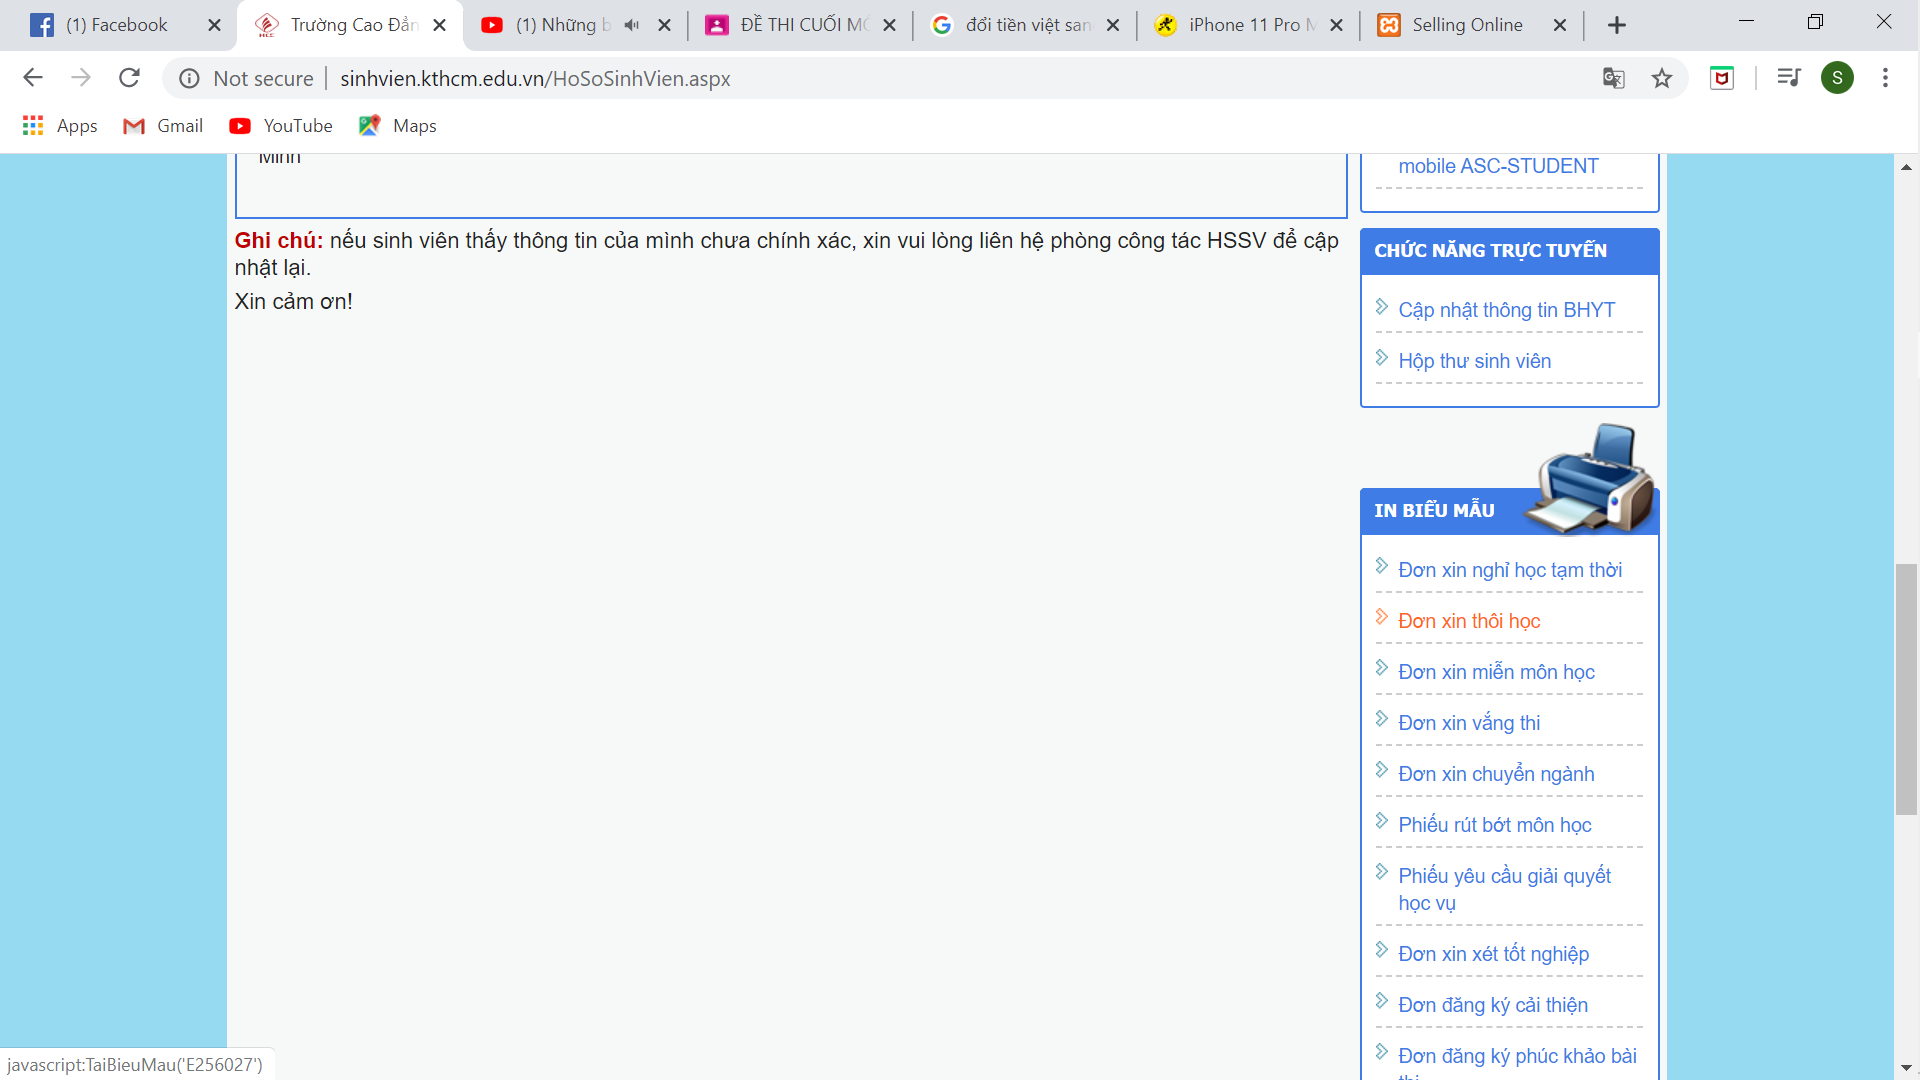 (1) Facebook
Trường Cao Đẳn
(1) Những b
ĐỀ THI CUỐI MÔ
đổi tiền việt san
iPhone 11 Pro M
Selling Online
Not secure
sinhvien.kthcm.edu.vn/HoSoSinhVien.aspx
S
Apps
Gmail
YouTube
Maps
Minh
mobile ASC-STUDENT
Ghi chú: nếu sinh viên thấy thông tin của mình chưa chính xác, xin vui lòng liên hệ phòng công tác HSSV để cập
nhật lại.
Xin cảm ơn!
CHỨC NĂNG TRỰC TUYẾN
Cập nhật thông tin BHYT
Hộp thư sinh viên
IN BIỂU MẪU
Đơn xin nghỉ học tạm thời
Đơn xin thôi học
Đơn xin miễn môn học
Đơn xin vắng thi
Đơn xin chuyển ngành
Phiếu rút bớt môn học
Phiếu yêu cầu giải quyết
học vụ
Đơn xin xét tốt nghiệp
Đơn đăng ký cải thiện
Đơn đăng ký phúc khảo bài
thi
javascript:TaiBieuMau('E256027')